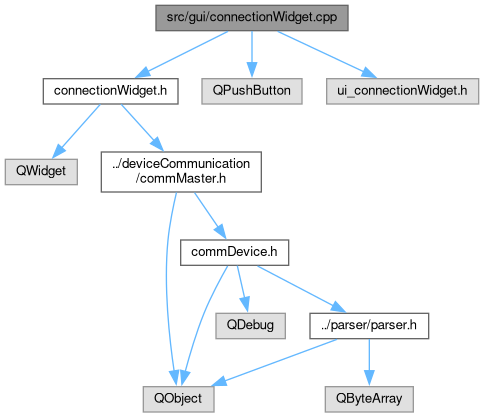 src/gui/connectionWidget.cpp
connectionWidget.h
QPushButton
ui_connectionWidget.h
QWidget
../deviceCommunication
/commMaster.h
commDevice.h
QDebug
../parser/parser.h
QObject
QByteArray